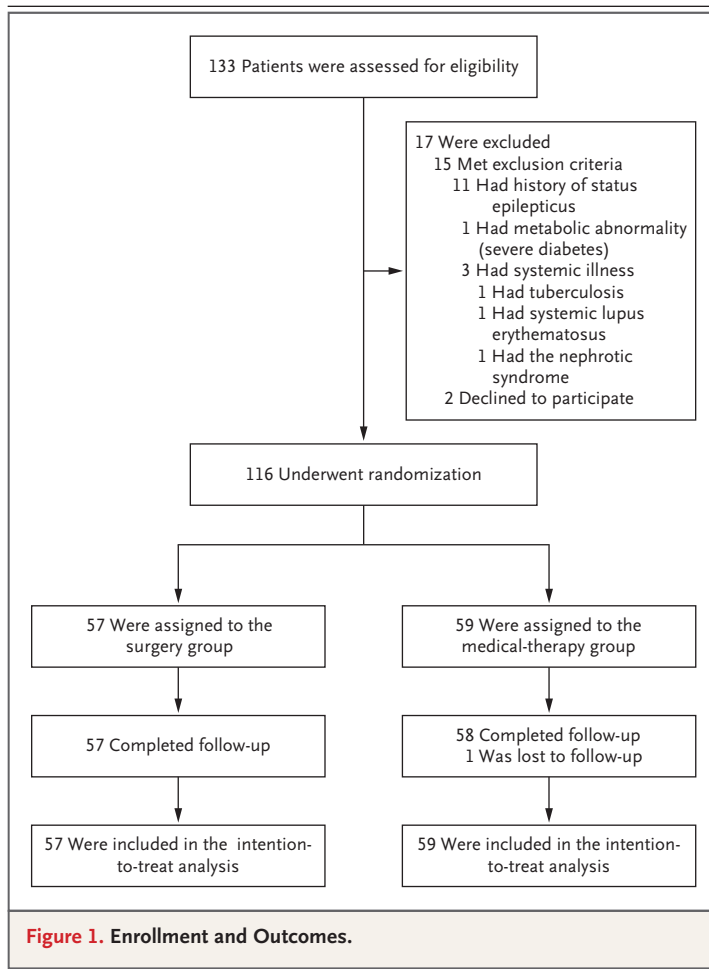 133 Patients were assessed for eligibility
17 Were excluded
15 Met exclusion criteria
11 Had history of status
epilepticus
1 Had metabolic abnormality
(severe diabetes)
3 Had systemic illness
1 Had tuberculosis
1 Had systemic lupus
erythematosus
1 Had the nephrotic
syndrome
2 Declined to participate
116 Underwent randomization
57 Were assigned to the
surgery group
59 Were assigned to the
medical-therapy group
57 Completed follow-up
58 Completed follow-up
1 Was lost to follow-up
57 Were included in the intention-
to-treat analysis
59 Were included in the intention-
to-treat analysis
Figure 1. Enrollment and Outcomes.